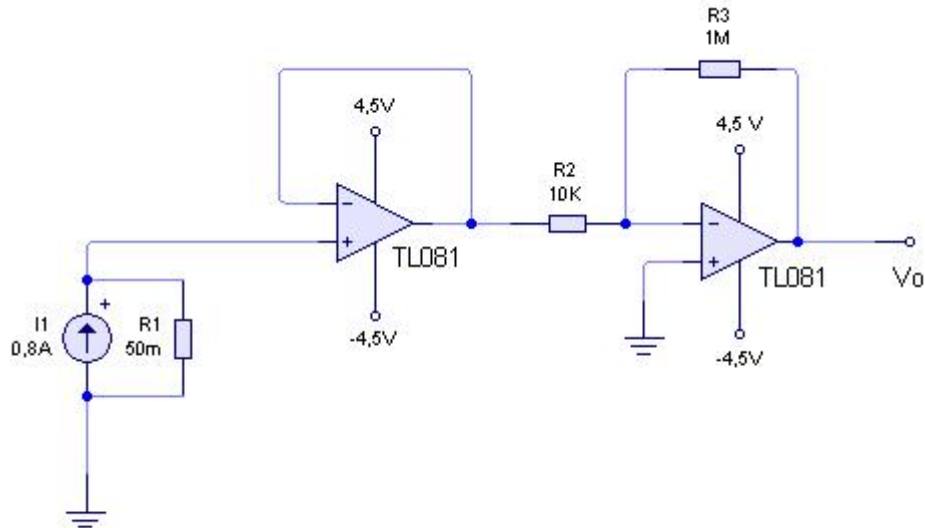 R3
1M
4,5V
4,5 V
R2
10K
−
+
TL081
−
+
TL081
Vo
-4,5V
-4,5V
+
I1
0,8A
R1
50m